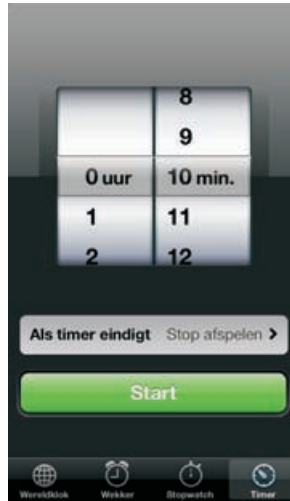 8
9
0 uur 10 min.
1 11
2 12
Als timer eindigt Stop afspelen >
Start
Wereldklok Wekker Stopwatch Timer